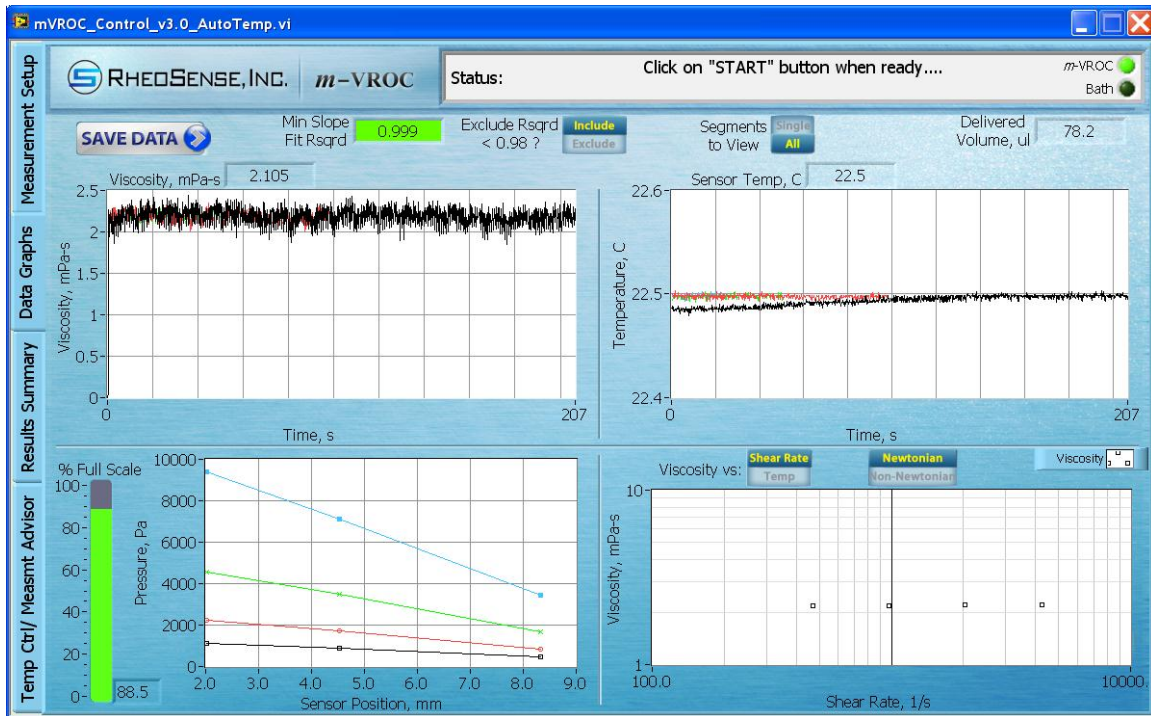 mVROC_Control_v3.0_AutoTemp.vi
Measurement Setup
Data Graphs
Results Summary
Temp Ctrl/ Measmt Advisor
S RHEOSENSE, INC.
m-VROC
Status:
Click on "START" button when ready....
m-VROC
Bath
SAVE DATA
Min Slope
Fit Rsqrd
0.999
Exclude Rsqrd
< 0.98 ?
Include
Exclude
Segments
to View
Single
All
Delivered
Volume, ul
78.2
Viscosity, mPa-s
2.105
2.5
2
1.5
1
0.5
0
Viscosity, mPa-s
0
207
Time, s
Sensor Temp, C
22.5
22.6
22.5
22.4
Temperature, C
0
207
Time, s
% Full Scale
100
80
60
40
20
0
88.5
10000
8000
6000
4000
2000
0
Pressure, Pa
2.0 3.0 4.0 5.0 6.0 7.0 8.0 9.0
Sensor Position, mm
Viscosity vs:
Shear Rate
Temp
Newtonian
Non-Newtonian
Viscosity
10
1
Viscosity, mPa-s
100.0
10000.
Shear Rate, 1/s